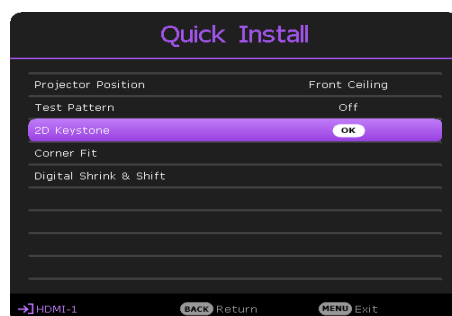 Quick Install
Projector Position Front Ceiling
Test Pattern Off
2D Keystone OK
Corner Fit
Digital Shrink & Shift
HDMI-1 BACK Return MENU Exit